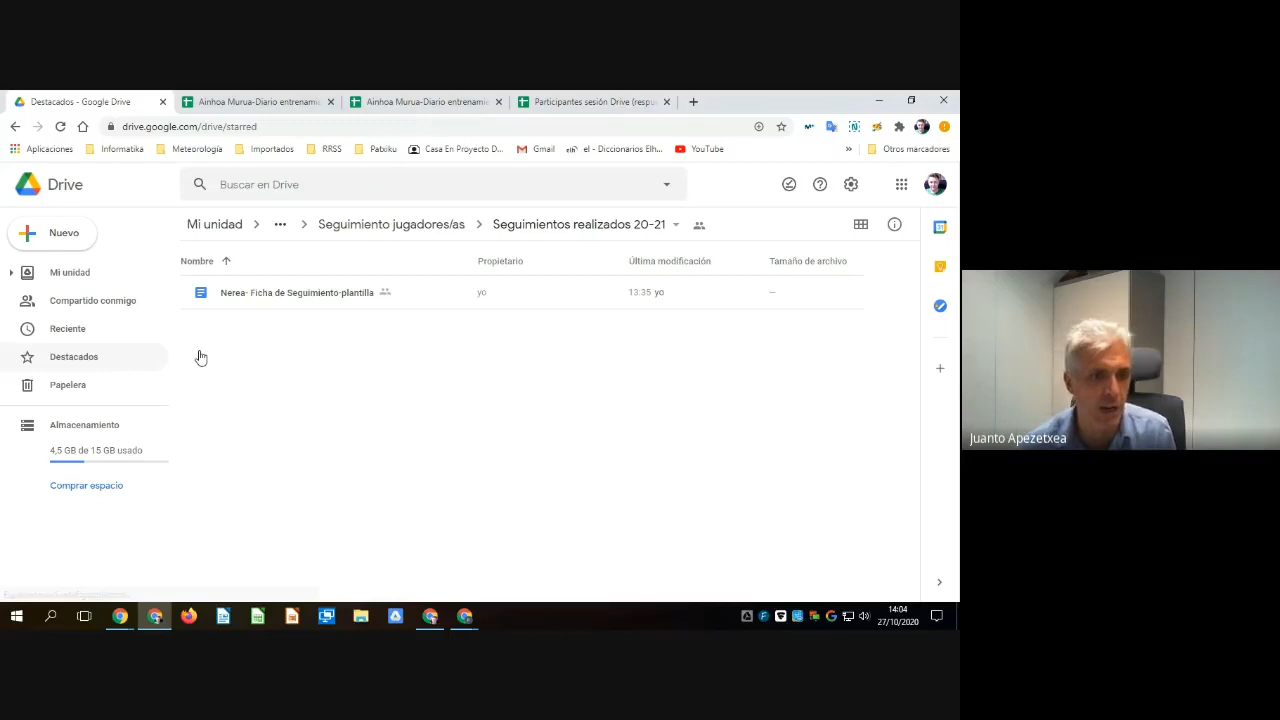 Destacados - Google Drive
Ainhoa Murua-Diario entrenamie
Ainhoa Murua-Diario entrenamie
Participantes sesión Drive (respu
drive.google.com/drive/starred
Aplicaciones
Informatika
Meteorología
Importados
RRSS
Patxiku
Casa En Proyecto D...
Gmail
el - Diccionarios Elh...
YouTube
»
Otros marcadores
Drive
Buscar en Drive
Nuevo
Mi unidad
Compartido conmigo
Reciente
Destacados
Papelera
Almacenamiento
4,5 GB de 15 GB usado
Comprar espacio
Mi unidad > ... > Seguimiento jugadores/as > Seguimientos realizados 20-21
Nombre
Propietario
Última modificación
Tamaño de archivo
Nerea- Ficha de Seguimiento-plantilla
yo
13:35 yo
—
14:04
27/10/2020
Juanto Apezetxea